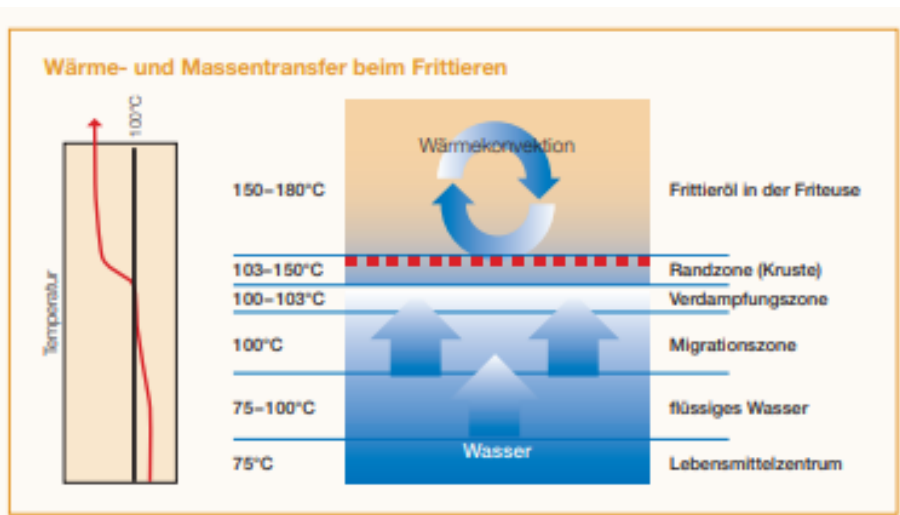 Wärme- und Massentransfer beim Frittieren
100°C
Temperatur
Wärmekonvektion
150–180°C
Frittieröl in der Friteuse
103–150°C
Randzone (Kruste)
100–103°C
Verdampfungszone
100°C
Migrationszone
75–100°C
flüssiges Wasser
Wasser
75°C
Lebensmittelzentrum